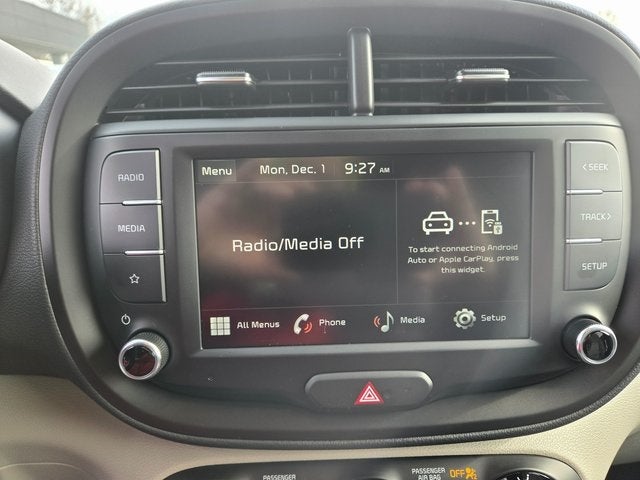 RADIO
MEDIA
Menu Mon, Dec. 1 9:27 AM
Radio/Media Off
To start connecting Android
Auto or Apple CarPlay, press
this widget.
All Menus Phone Media Setup
< SEEK
TRACK >
SETUP
PASSENGER
PASSENGER
AIR BAG OFF